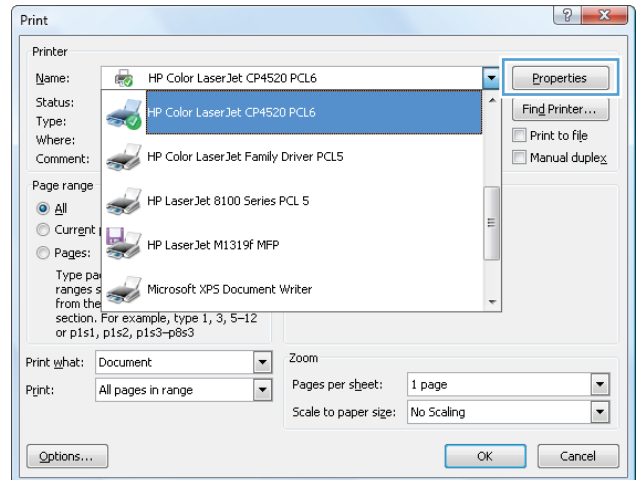 Print
Printer
Name: HP Color LaserJet CP4520 PCL6 Properties
Status: HP Color LaserJet CP4520 PCL6 Find Printer...
Type:
Where: Print to file
Comment: HP Color LaserJet Family Driver PCL5 Manual duplex
Page range
All HP LaserJet 8100 Series PCL 5
Current
Pages: HP LaserJet M1319f MFP
Type
ranges Microsoft XPS Document Writer
from the
section. For example, type 1, 3, 5–12
or p1s1, p1s2, p1s3–p8s3
Print what: Document Zoom
Print: All pages in range Pages per sheet: 1 page
Scale to paper size: No Scaling
Options... OK Cancel